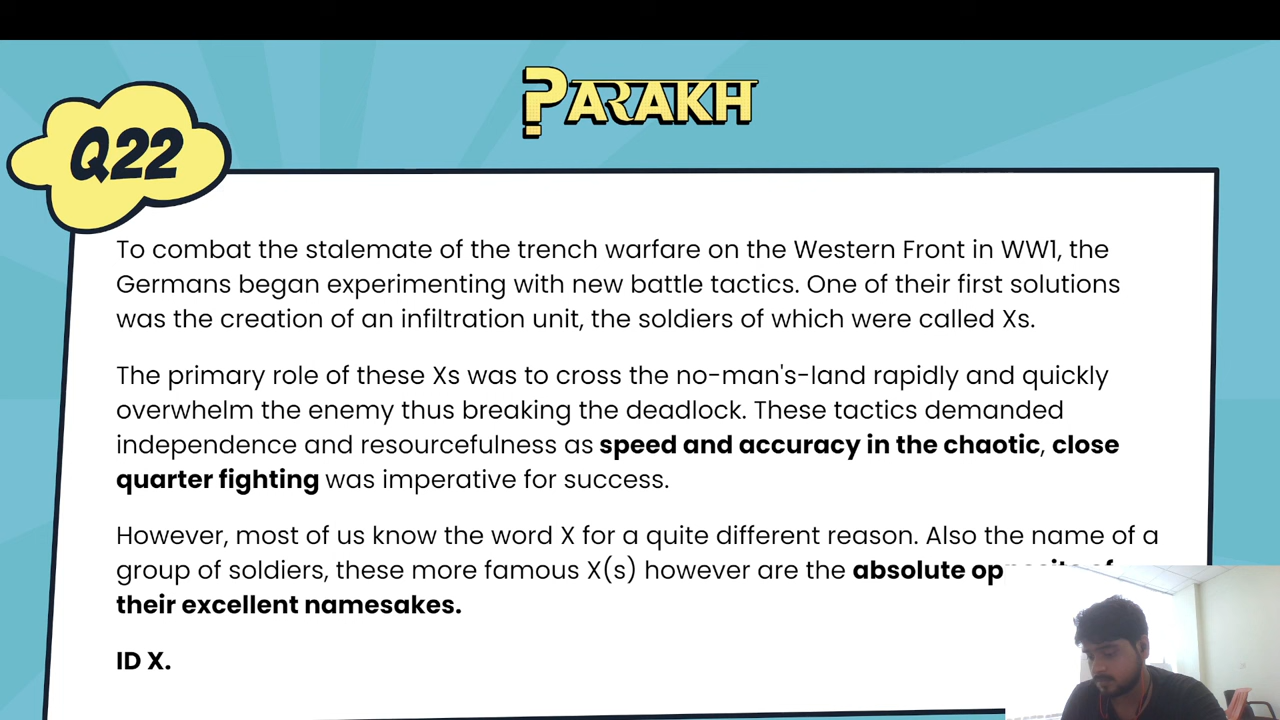 ?PARAKH
Q22
To combat the stalemate of the trench warfare on the Western Front in WW1, the
Germans began experimenting with new battle tactics. One of their first solutions
was the creation of an infiltration unit, the soldiers of which were called Xs.
The primary role of these Xs was to cross the no-man's-land rapidly and quickly
overwhelm the enemy thus breaking the deadlock. These tactics demanded
independence and resourcefulness as speed and accuracy in the chaotic, close
quarter fighting was imperative for success.
However, most of us know the word X for a quite different reason. Also the name of a
group of soldiers, these more famous X(s) however are the absolute
their excellent namesakes.
ID X.